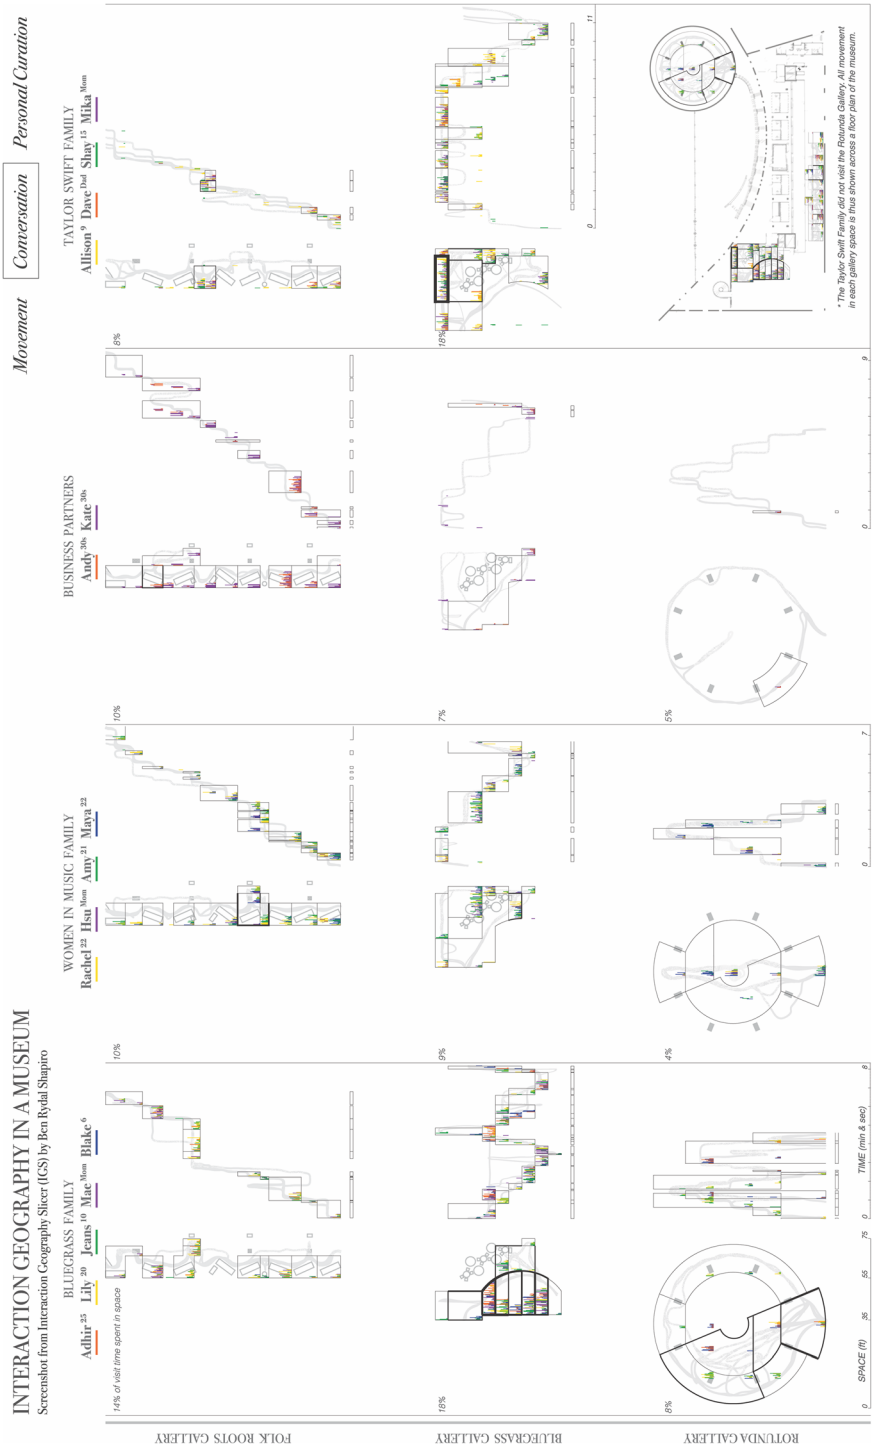 INTERACTION GEOGRAPHY IN A MUSEUM
Screenshot from Interaction Geography Slicer (IGS) by Ben Rydal Shapiro
Movement Conversation Personal Curation
BLUEGRASS FAMILY
Adhir 25 Lily 20 Jeans 10 Mae Mom Blake 6
WOMEN IN MUSIC FAMILY
Rachel 22 Hsu Mom Amy 21 Maya 22
BUSINESS PARTNERS
Andy 30s Kate 30s
TAYLOR SWIFT FAMILY
Allison 9 Dave Dad Shay 15 Mika Mom
FOLK ROOTS GALLERY
14% of visit time spent in space
10%
10%
8%
BLUEGRASS GALLERY
18%
9%
7%
18%
0 11
ROTUNDA GALLERY
8%
4%
5%
* The Taylor Swift Family did not visit the Rotunda Gallery. All movement
in each gallery space is thus shown across a floor plan of the museum.
0 35 55 75
SPACE (ft)
0 8
TIME (min & sec)
0 7
0 9